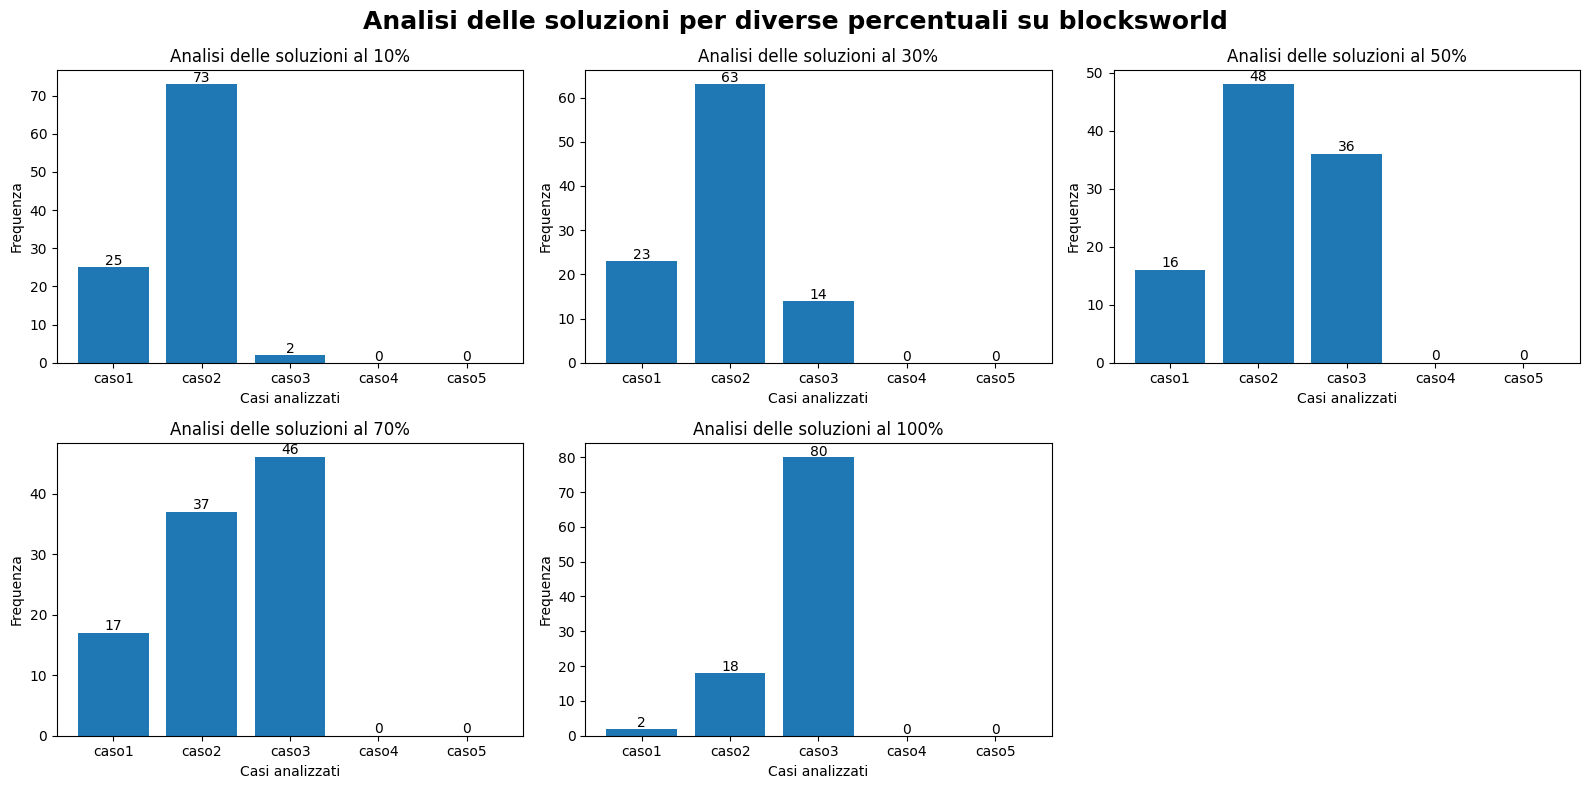 Analisi delle soluzioni per diverse percentuali su blocksworld
Analisi delle soluzioni al 10%
Frequenza
70
60
50
40
30
20
10
0
25
73
2
0
0
caso1 caso2 caso3 caso4 caso5
Casi analizzati
Analisi delle soluzioni al 30%
Frequenza
60
50
40
30
20
10
0
23
63
14
0
0
caso1 caso2 caso3 caso4 caso5
Casi analizzati
Analisi delle soluzioni al 50%
Frequenza
50
40
30
20
10
0
16
48
36
0
0
caso1 caso2 caso3 caso4 caso5
Casi analizzati
Analisi delle soluzioni al 70%
Frequenza
40
30
20
10
0
17
37
46
0
0
caso1 caso2 caso3 caso4 caso5
Casi analizzati
Analisi delle soluzioni al 100%
Frequenza
80
70
60
50
40
30
20
10
0
2
18
80
0
0
caso1 caso2 caso3 caso4 caso5
Casi analizzati